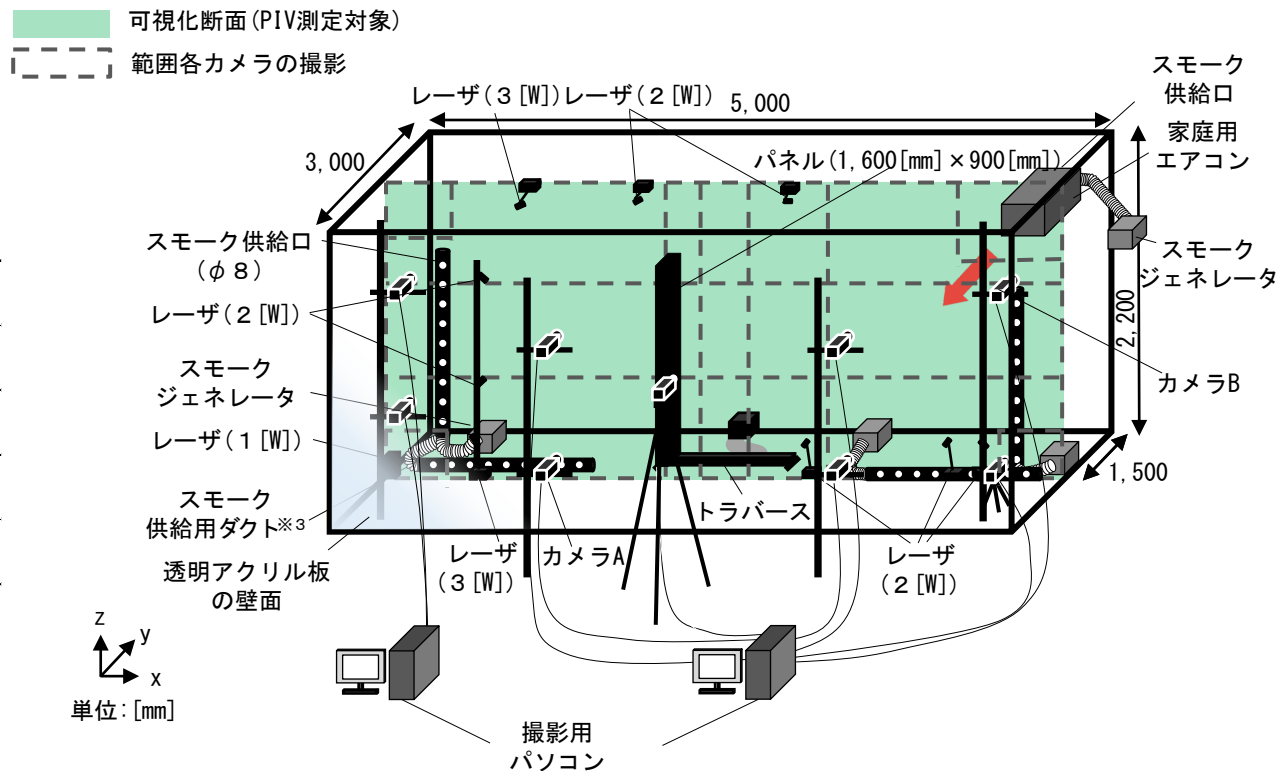 可視化断面(PIV測定対象)
範囲各カメラの撮影
レーザ(3[W])
レーザ(2[W])
5,000
スモーク
供給口
家庭用
エアコン
3,000
パネル(1,600[mm]×900[mm])
スモーク供給口
(φ8)
スモーク
ジェネレータ
レーザ(2[W])
2,200
スモーク
ジェネレータ
カメラB
レーザ(1[W])
1,500
スモーク
供給用ダクト※3
トラバース
透明アクリル板
の壁面
レーザ
(3[W])
カメラA
レーザ
(2[W])
z
y
x
単位:[mm]
撮影用
パソコン